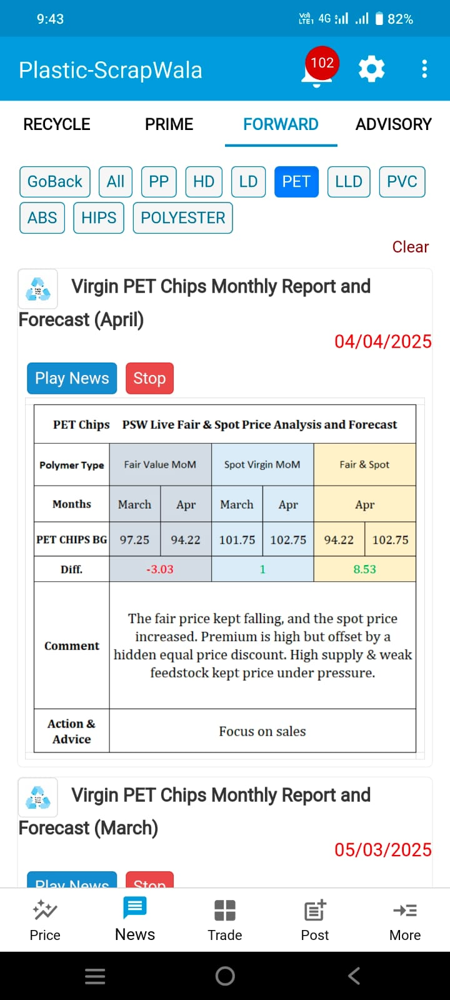 9:43
Vo) LTE1 4G 82%
Plastic-ScrapWala
102
RECYCLE PRIME FORWARD ADVISORY
GoBack All PP HD LD PET LLD PVC
ABS HIPS POLYESTER
Clear
Virgin PET Chips Monthly Report and
Forecast (April)
04/04/2025
Play News Stop
PET Chips PSW Live Fair & Spot Price Analysis and Forecast
Polymer Type Fair Value MoM Spot Virgin MoM Fair & Spot
Months March Apr March Apr Apr
PET CHIPS BG 97.25 94.22 101.75 102.75 94.22 102.75
Diff. -3.03 1 8.53
Comment
The fair price kept falling, and the spot price
increased. Premium is high but offset by a
hidden equal price discount. High supply & weak
feedstock kept price under pressure.
Action &
Advice
Focus on sales
Virgin PET Chips Monthly Report and
Forecast (March)
05/03/2025
Play News Stop
Price News Trade Post More